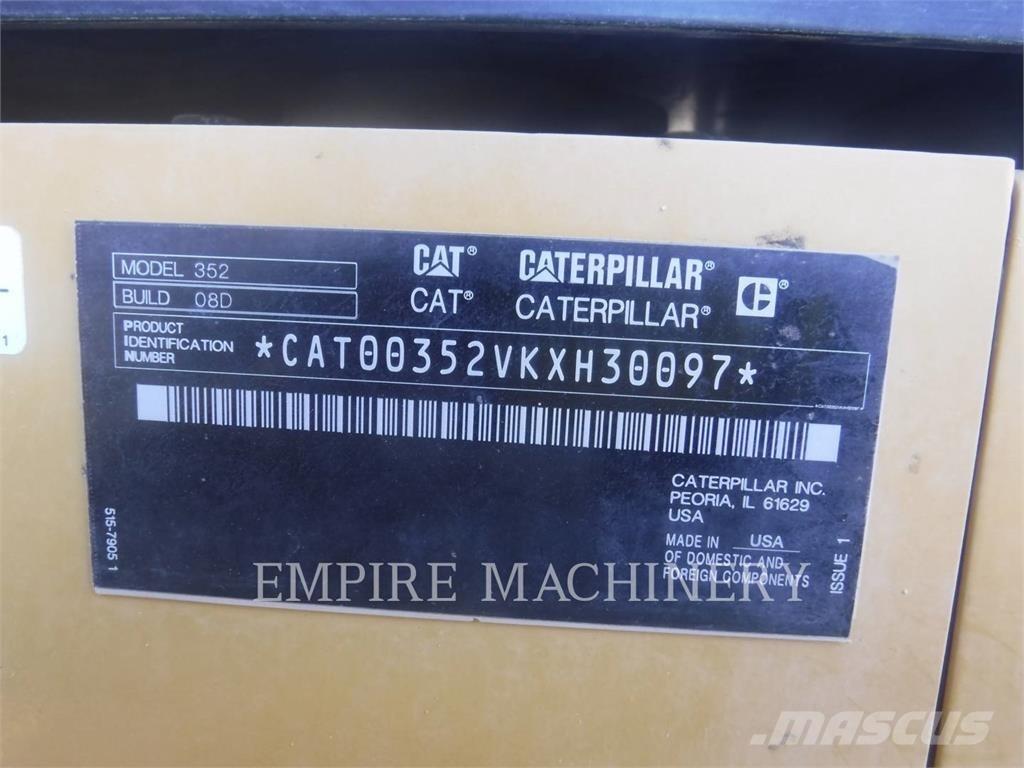 MODEL 352
BUILD 08D
CAT® CATERPILLAR®
CAT® CATERPILLAR®
PRODUCT
IDENTIFICATION
NUMBER
*CAT00352VKXH30097*
CATERPILLAR INC.
PEORIA, IL 61629
USA
MADE IN USA
OF DOMESTIC AND
FOREIGN COMPONENTS
515-7905 1
ISSUE 1
1
EMPIRE MACHINERY
MASCUS